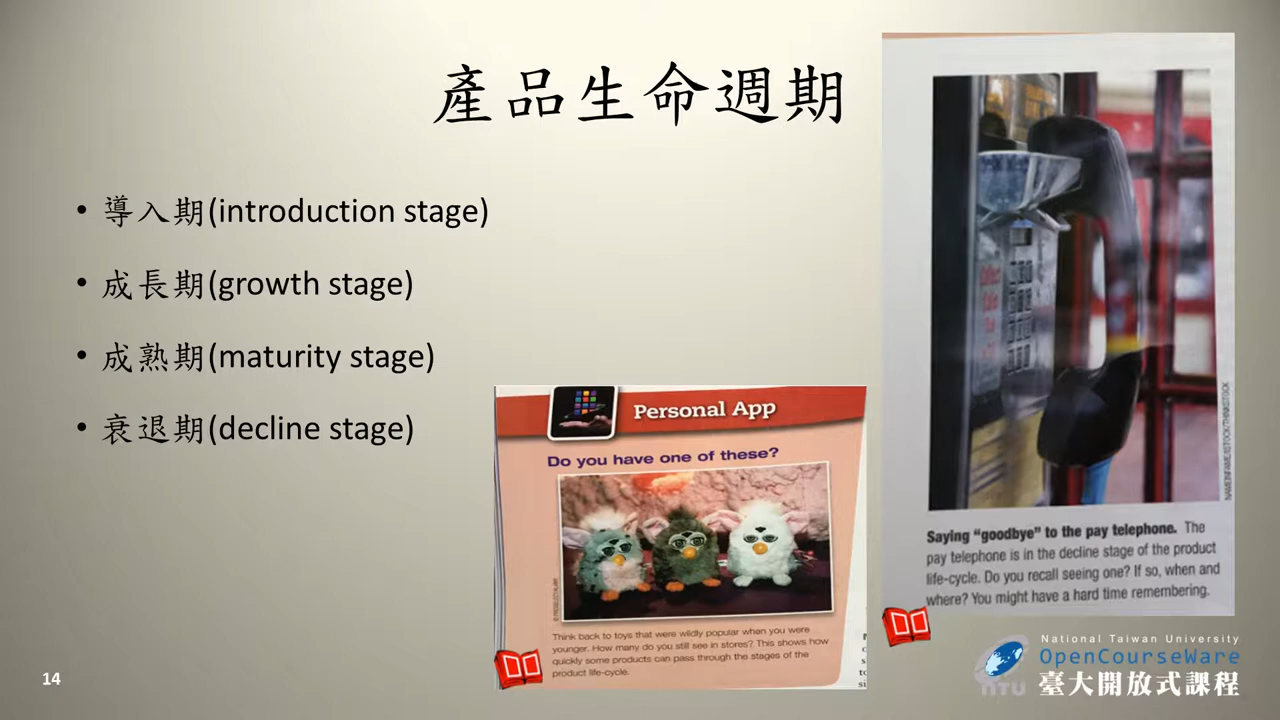 產品生命週期
• 導入期(introduction stage)
• 成長期(growth stage)
• 成熟期(maturity stage)
• 衰退期(decline stage)
Personal App
Do you have one of these?
Think back to toys that were wildly popular when you were
younger. How many do you still see in stores? This shows how
quickly some products can pass through the stages of the
product life-cycle.
Saying “goodbye” to the pay telephone. The
pay telephone is in the decline stage of the product
life-cycle. Do you recall seeing one? If so, when and
where? You might have a hard time remembering.
14
National Taiwan University
OpenCourseWare
NTU 臺大開放式課程